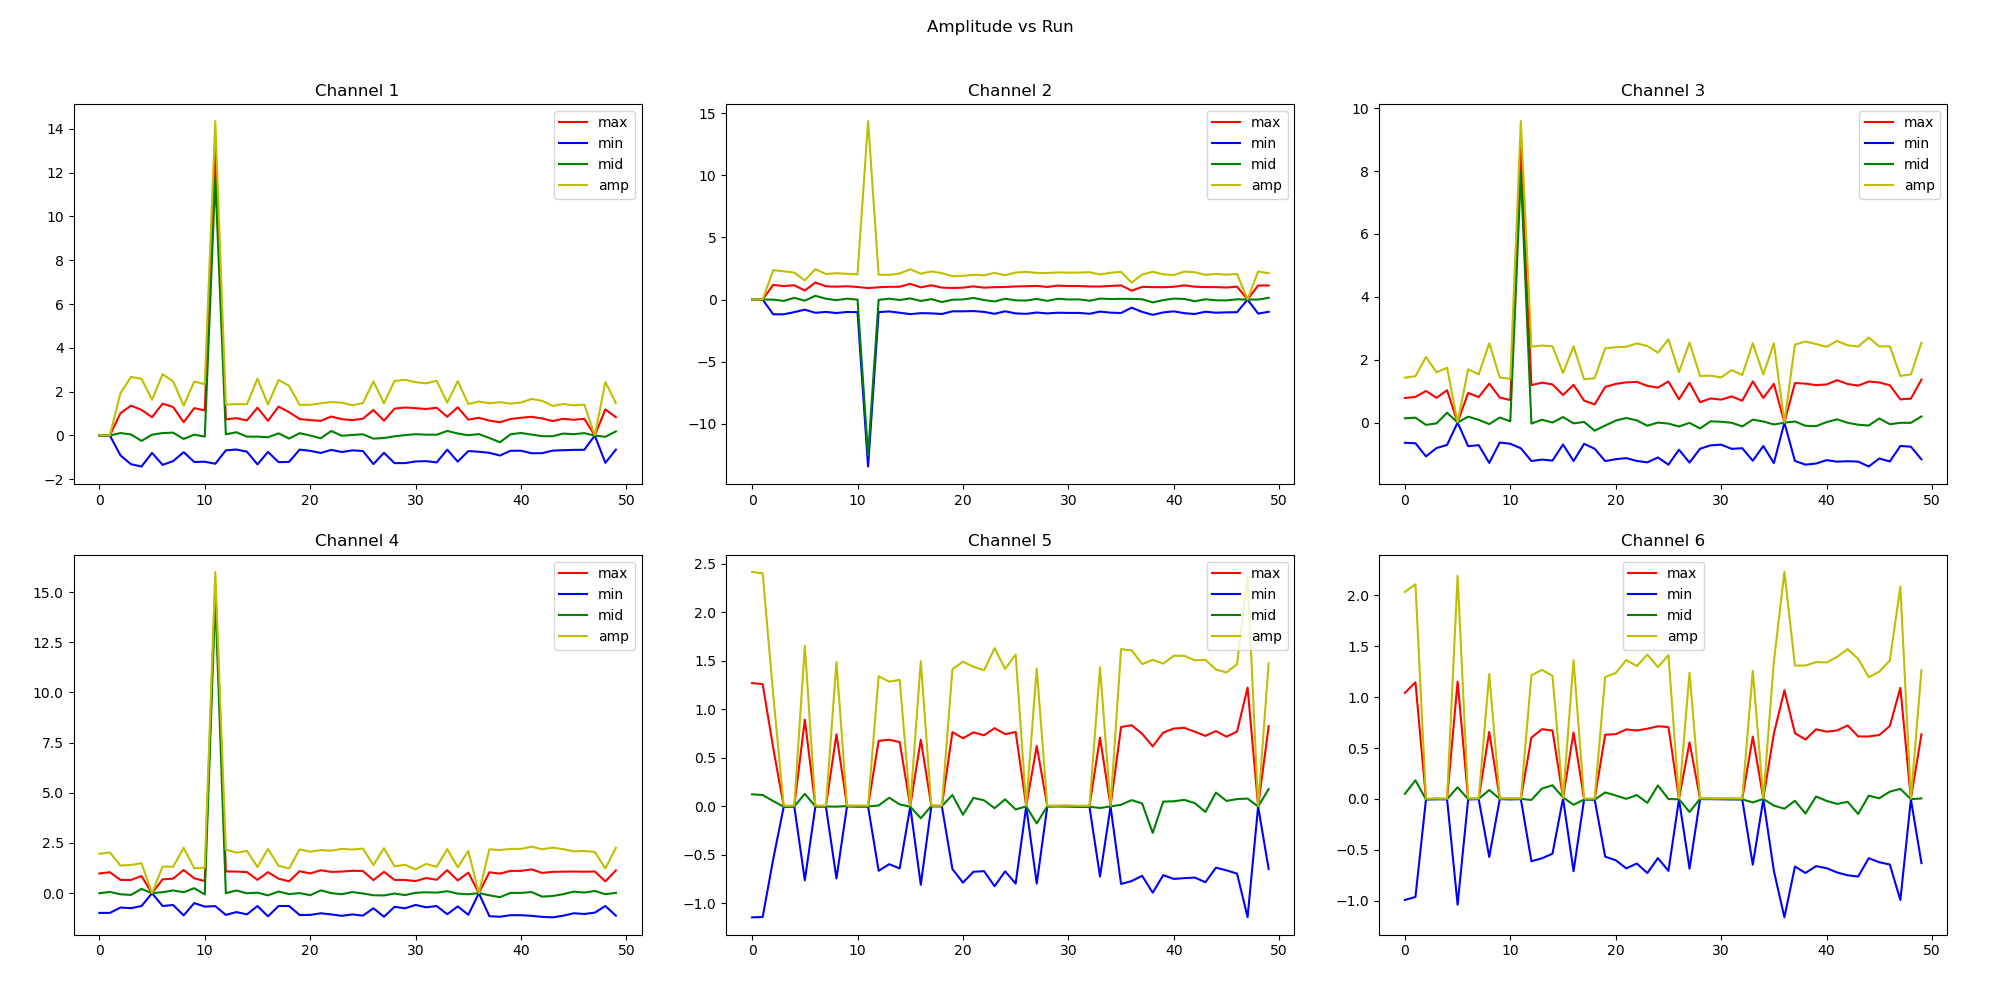 Amplitude vs Run
Channel 1
14
12
10
8
6
4
2
0
−2
0 10 20 30 40 50
max
min
mid
amp
Channel 2
15
10
5
0
−5
−10
0 10 20 30 40 50
max
min
mid
amp
Channel 3
10
8
6
4
2
0
0 10 20 30 40 50
max
min
mid
amp
Channel 4
15.0
12.5
10.0
7.5
5.0
2.5
0.0
0 10 20 30 40 50
max
min
mid
amp
Channel 5
2.5
2.0
1.5
1.0
0.5
0.0
−0.5
−1.0
0 10 20 30 40 50
max
min
mid
amp
Channel 6
2.0
1.5
1.0
0.5
0.0
−0.5
−1.0
0 10 20 30 40 50
max
min
mid
amp